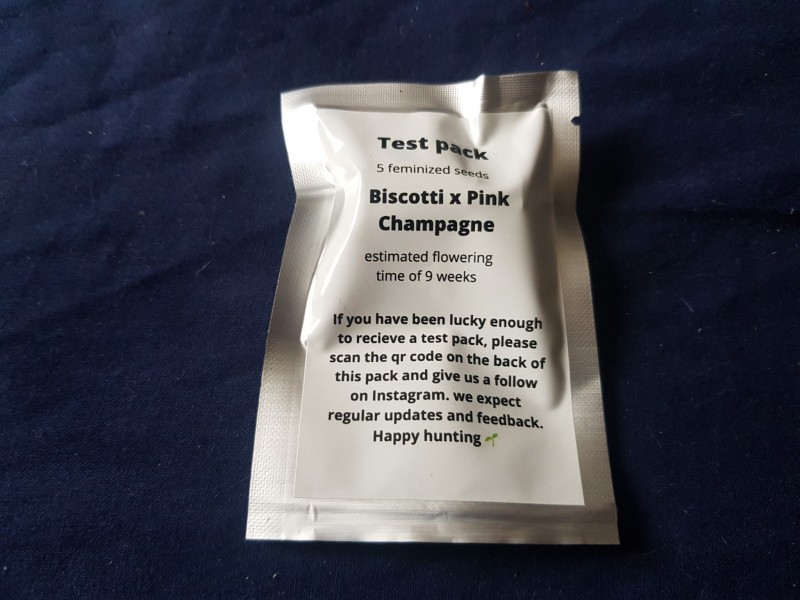 Test pack
5 feminized seeds
Biscotti x Pink
Champagne
estimated flowering
time of 9 weeks
If you have been lucky enough
to recieve a test pack, please
scan the qr code on the back of
this pack and give us a follow
on Instagram. we expect
regular updates and feedback.
Happy hunting 🌱